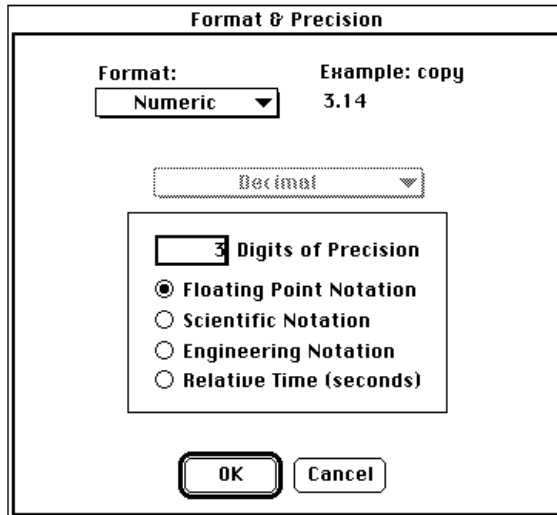 Format & Precision
Format:
Example: copy
Numeric
3.14
Decimal
3 Digits of Precision
Floating Point Notation
Scientific Notation
Engineering Notation
Relative Time (seconds)
OK
Cancel